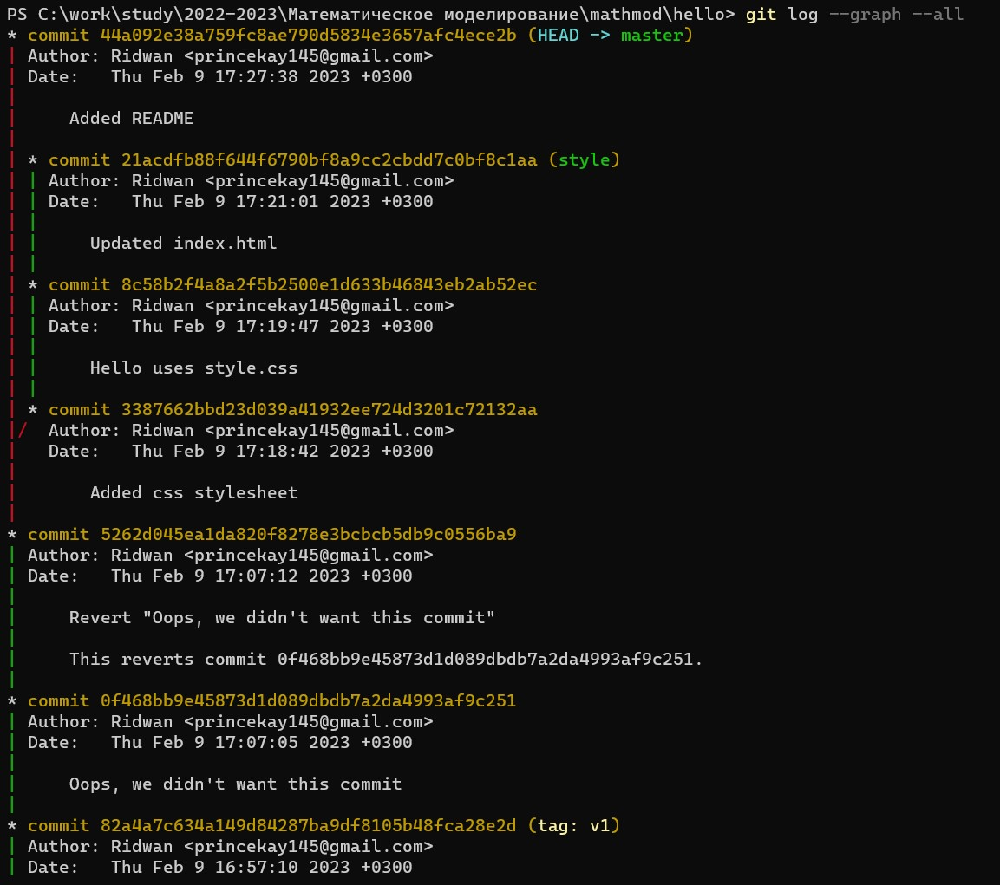 PS C:\work\study\2022-2023\Математическое моделирование\mathmod\hello> git log --graph --all
* commit 44a092e38a759fc8ae790d5834e3657afc4ece2b (HEAD -> master)
| Author: Ridwan <princekay145@gmail.com>
| Date:   Thu Feb 9 17:27:38 2023 +0300
|
|     Added README
|
| * commit 21acdfb88f644f6790bf8a9cc2cbdd7c0bf8c1aa (style)
| | Author: Ridwan <princekay145@gmail.com>
| | Date:   Thu Feb 9 17:21:01 2023 +0300
| |
| |     Updated index.html
| |
| * commit 8c58b2f4a8a2f5b2500e1d633b46843eb2ab52ec
| | Author: Ridwan <princekay145@gmail.com>
| | Date:   Thu Feb 9 17:19:47 2023 +0300
| |
| |     Hello uses style.css
| |
| * commit 3387662bbd23d039a41932ee724d3201c72132aa
|/  Author: Ridwan <princekay145@gmail.com>
|   Date:   Thu Feb 9 17:18:42 2023 +0300
|
|       Added css stylesheet
|
* commit 5262d045ea1da820f8278e3bcbcb5db9c0556ba9
| Author: Ridwan <princekay145@gmail.com>
| Date:   Thu Feb 9 17:07:12 2023 +0300
|
|     Revert "Oops, we didn't want this commit"
|
|     This reverts commit 0f468bb9e45873d1d089dbdb7a2da4993af9c251.
|
* commit 0f468bb9e45873d1d089dbdb7a2da4993af9c251
| Author: Ridwan <princekay145@gmail.com>
| Date:   Thu Feb 9 17:07:05 2023 +0300
|
|     Oops, we didn't want this commit
|
* commit 82a4a7c634a149d84287ba9df8105b48fca28e2d (tag: v1)
| Author: Ridwan <princekay145@gmail.com>
| Date:   Thu Feb 9 16:57:10 2023 +0300